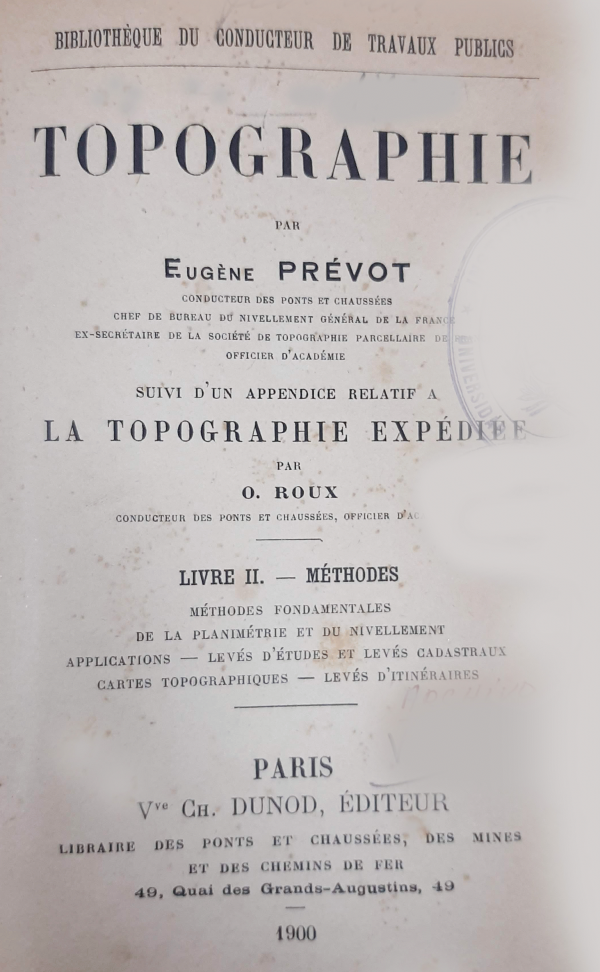 BIBLIOTHÈQUE DU CONDUCTEUR DE TRAVAUX PUBLICS
TOPOGRAPHIE
PAR
EUGÈNE PRÉVOT
CONDUCTEUR DES PONTS ET CHAUSSÉES
CHEF DE BUREAU DU NIVELLEMENT GÉNÉRAL DE LA FRANCE
EX-SECRÉTAIRE DE LA SOCIÉTÉ DE TOPOGRAPHIE PARCELLAIRE DE
OFFICIER D'ACADÉMIE
SUIVI D'UN APPENDICE RELATIF A
LA TOPOGRAPHIE EXPÉDIÉE
PAR
O. ROUX
CONDUCTEUR DES PONTS ET CHAUSSÉES, OFFICIER
LIVRE II. — MÉTHODES
MÉTHODES FONDAMENTALES
DE LA PLANIMÉTRIE ET DU NIVELLEMENT
APPLICATIONS — LEVÉS D'ÉTUDES ET LEVÉS CADASTRAUX
CARTES TOPOGRAPHIQUES — LEVÉS D'ITINÉRAIRES
PARIS
Vve CH. DUNOD, ÉDITEUR
LIBRAIRE DES PONTS ET CHAUSSÉES, DES MINES
ET DES CHEMINS DE FER
49, Quai des Grands-Augustins, 49
1900